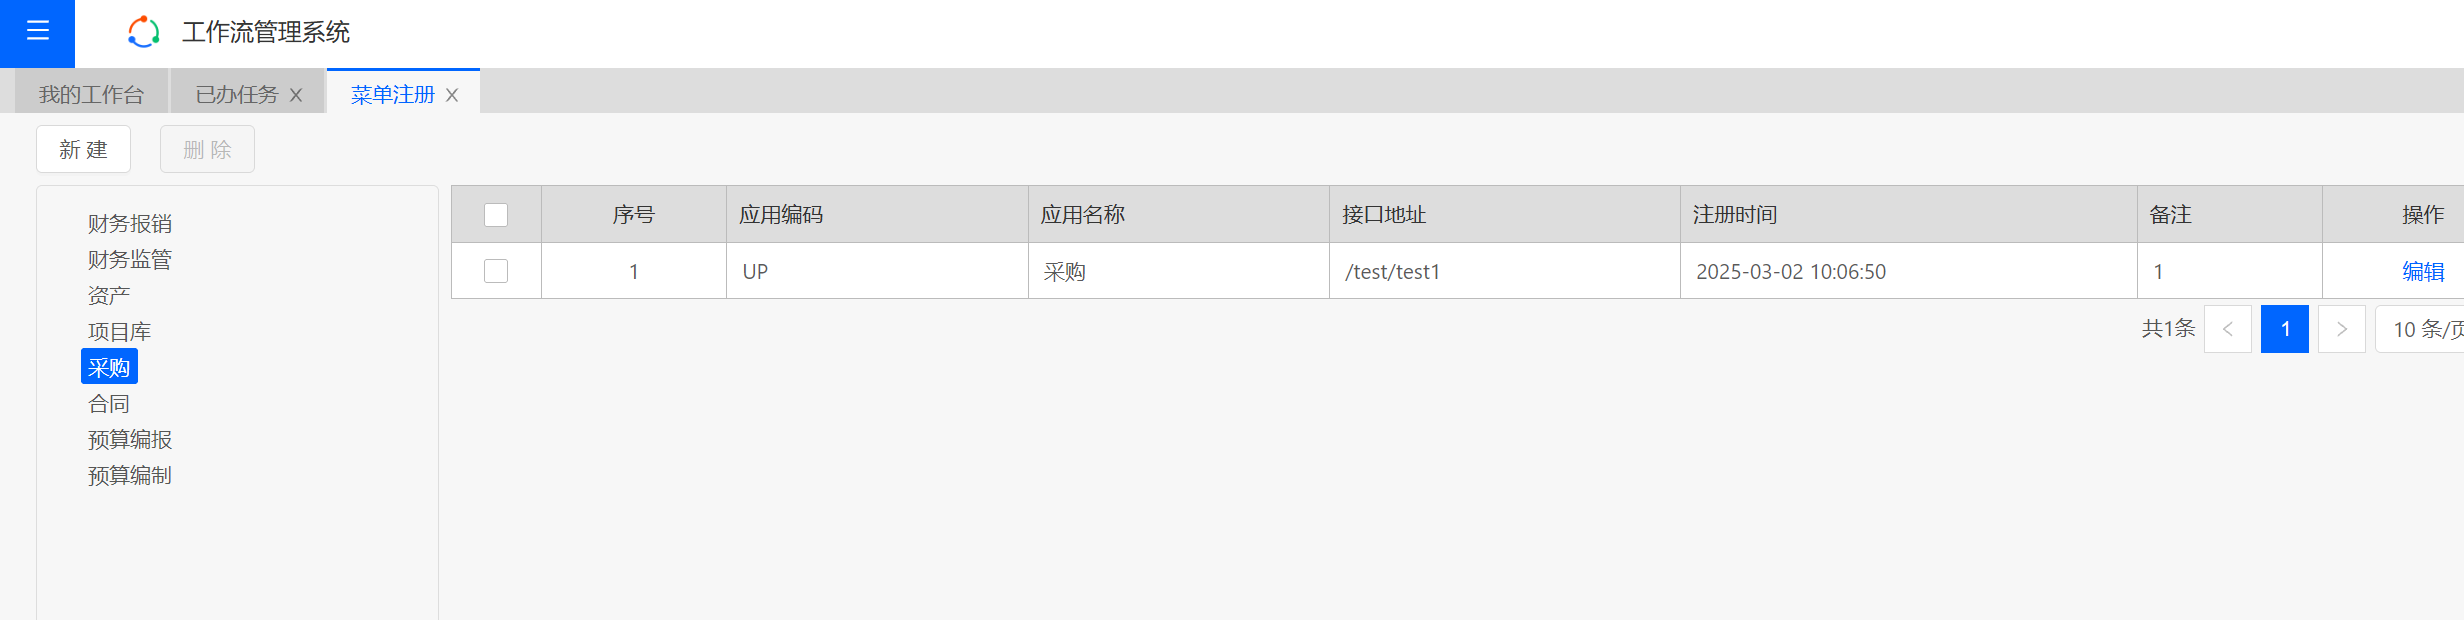 工作流管理系统
我的工作台 已办任务 X 菜单注册 X
新 建 删 除
财务报销
财务监管
资产
项目库
采购
合同
预算编报
预算编制
序号 应用编码 应用名称 接口地址 注册时间 备注 操作
1 UP 采购 /test/test1 2025-03-02 10:06:50 1 编辑
共1条 < 1 > 10 条/页